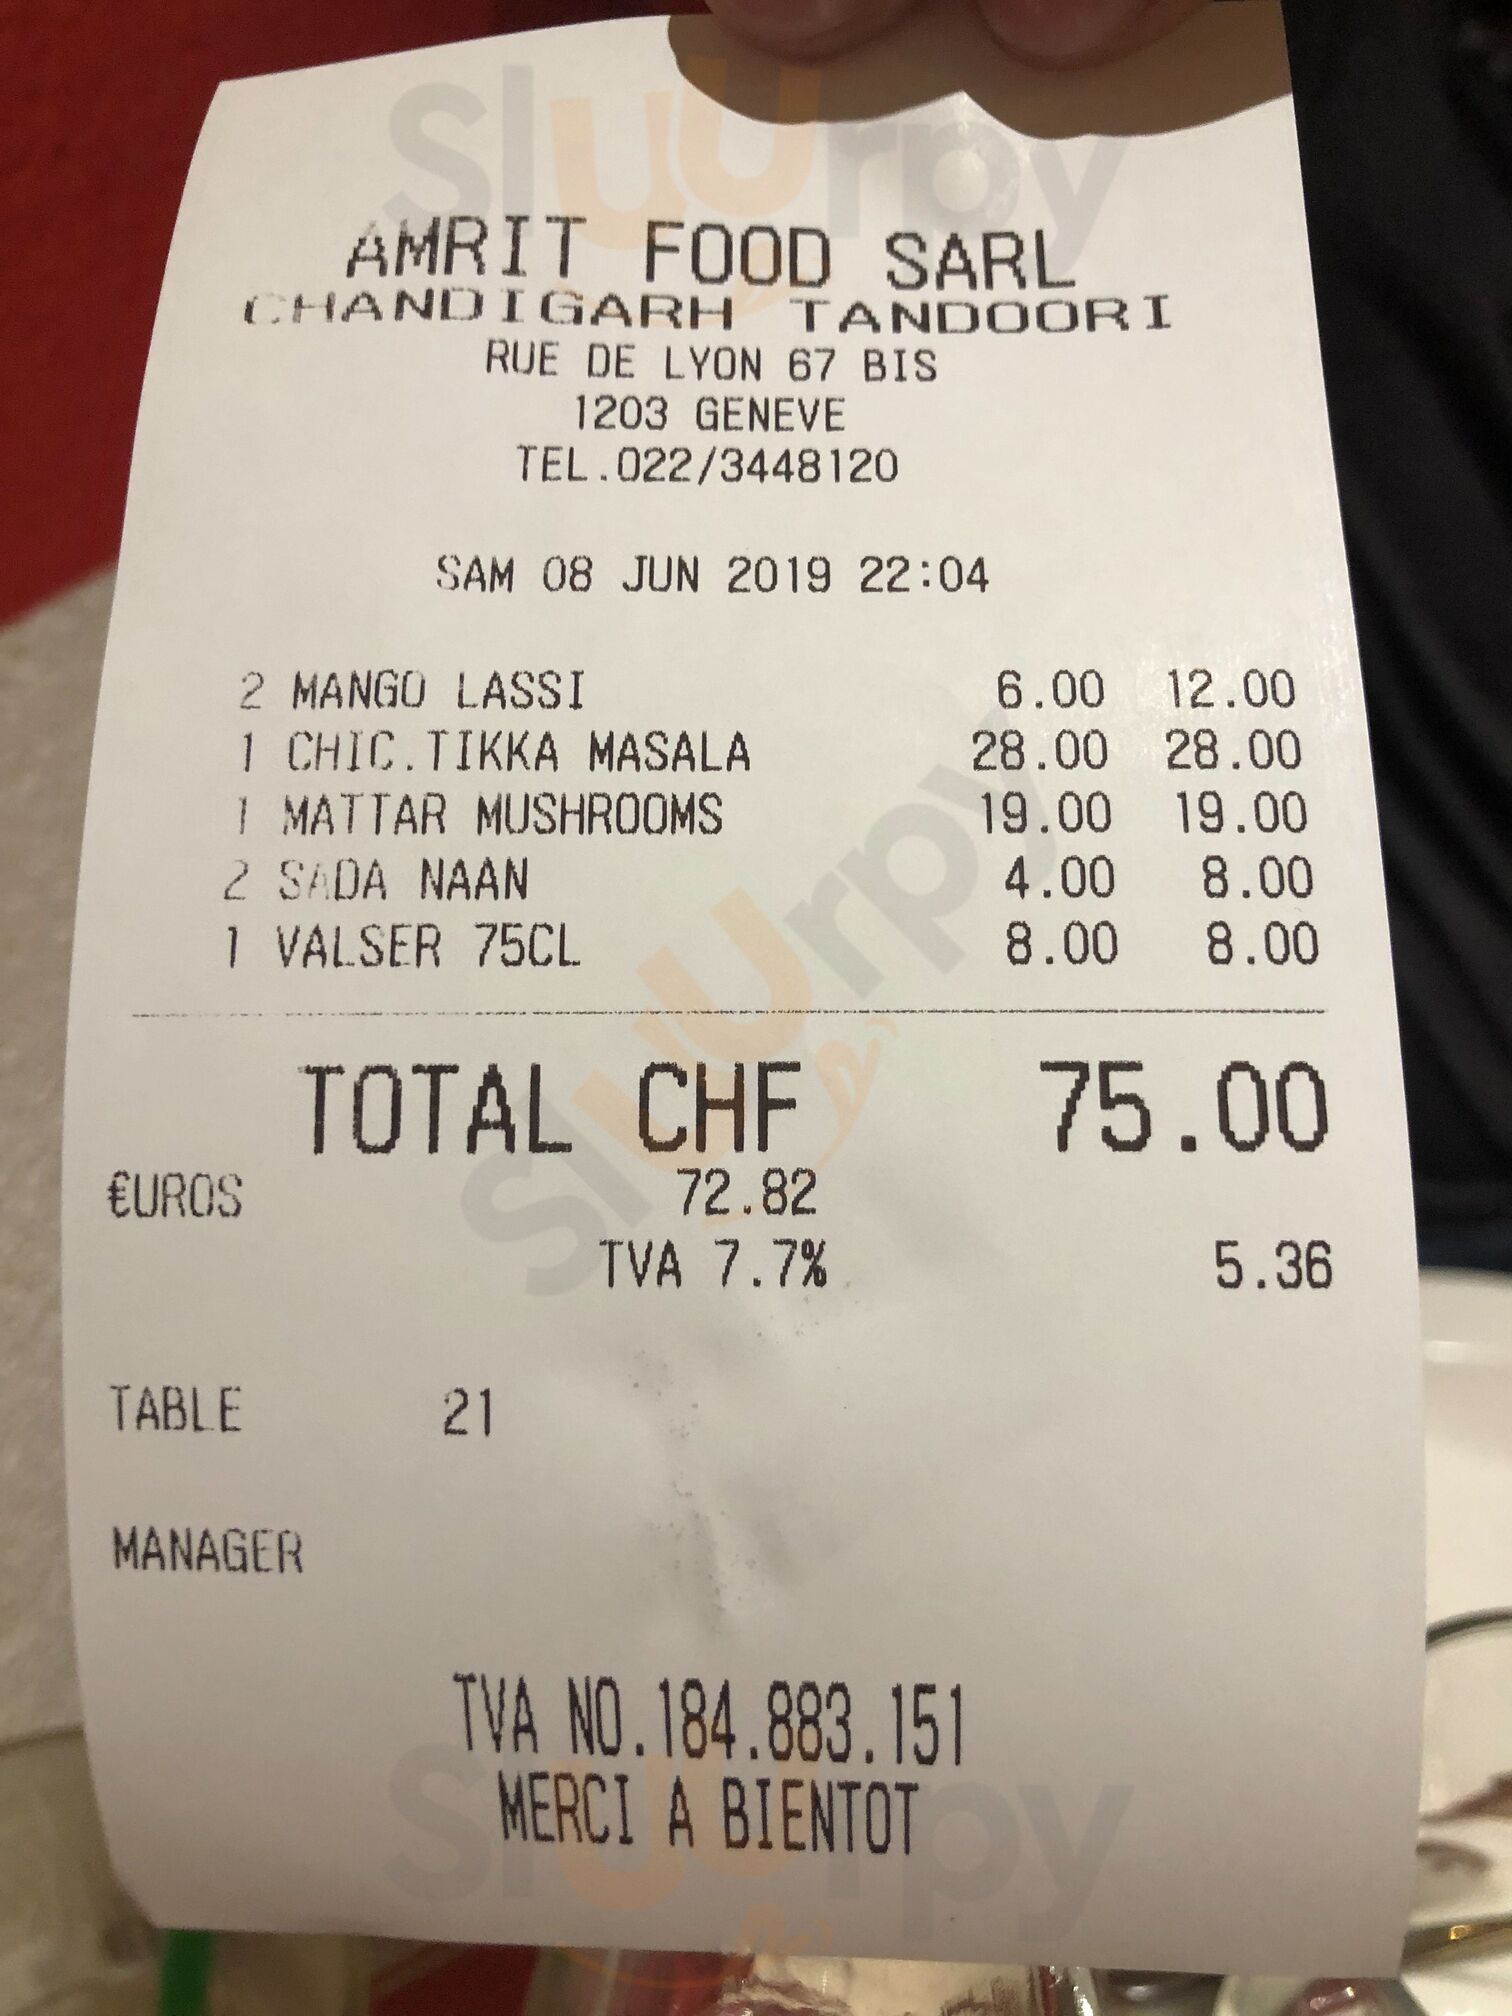 Sluurpy
AMRIT FOOD SARL
CHANDIGARH TANDOORI
RUE DE LYON 67 BIS
1203 GENEVE
TEL.022/3448120
SAM 08 JUN 2019 22:04
2 MANGO LASSI 6.00 12.00
1 CHIC.TIKKA MASALA 28.00 28.00
1 MATTAR MUSHROOMS 19.00 19.00
2 SADA NAAN 4.00 8.00
1 VALSER 75CL 8.00 8.00
Sluurpy
TOTAL CHF 75.00
€UROS 72.82
TVA 7.7% 5.36
TABLE 21
MANAGER
TVA NO.184.883.151
MERCI A BIENTOT
Sluurpy